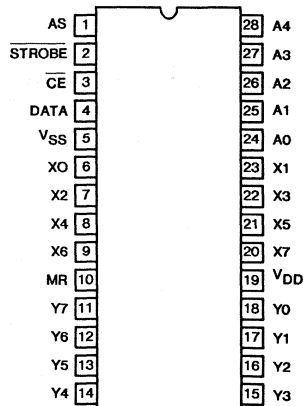 AS 1 28 A4
STROBE 2 27 A3
CE 3 26 A2
DATA 4 25 A1
VSS 5 24 A0
XO 6 23 X1
X2 7 22 X3
X4 8 21 X5
X6 9 20 X7
MR 10 19 VDD
Y7 11 18 Y0
Y6 12 17 Y1
Y5 13 16 Y2
Y4 14 15 Y3